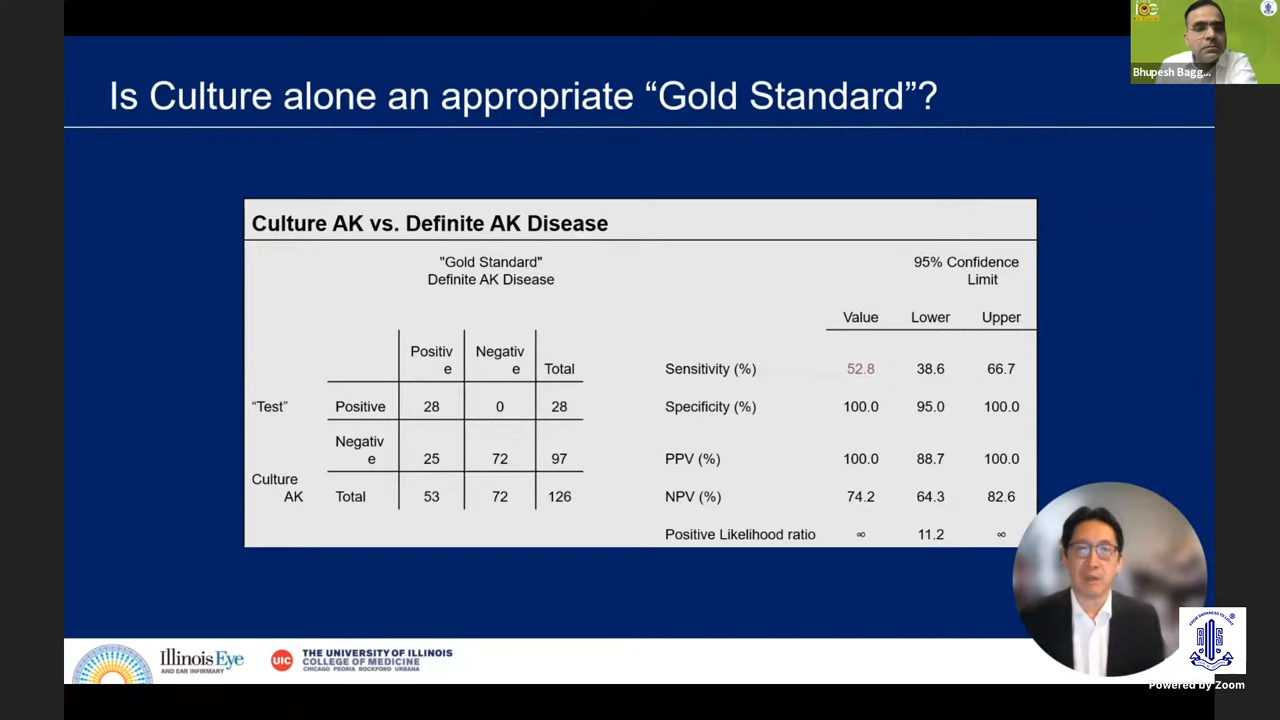 Is Culture alone an appropriate “Gold Standard”?
Bhupesh Bagg...
Culture AK vs. Definite AK Disease
"Gold Standard"
Definite AK Disease
95% Confidence
Limit
Value Lower Upper
Positiv
e
Negativ
e
Total
Sensitivity (%) 52.8 38.6 66.7
“Test” Positive 28 0 28
Specificity (%) 100.0 95.0 100.0
Negativ
e
25 72 97
PPV (%) 100.0 88.7 100.0
Culture
AK
Total 53 72 126
NPV (%) 74.2 64.3 82.6
Positive Likelihood ratio ∞ 11.2 ∞
Illinois Eye
AND EAR INFIRMARY
UIC
THE UNIVERSITY OF ILLINOIS
COLLEGE OF MEDICINE
CHICAGO PEORIA ROCKFORD URBANA
Powered by Zoom